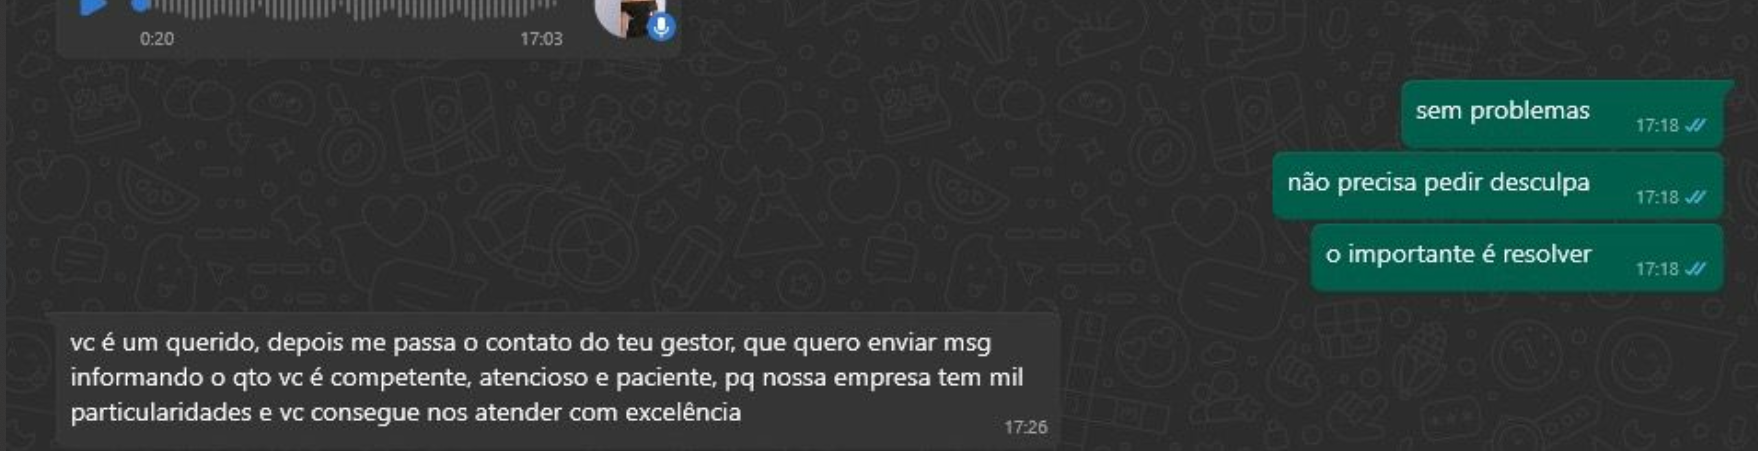 0:20 17:03
sem problemas 17:18
não precisa pedir desculpa 17:18
o importante é resolver 17:18
vc é um querido, depois me passa o contato do teu gestor, que quero enviar msg
informando o qto vc é competente, atencioso e paciente, pq nossa empresa tem mil
particularidades e vc consegue nos atender com excelência
17:26